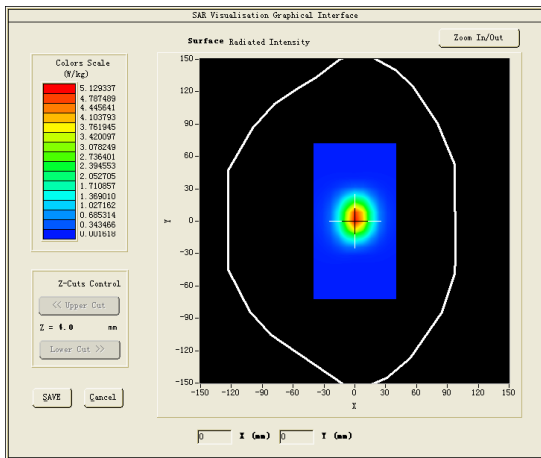 SAR Visualisation Graphical Interface
Surface Radiated Intensity
Zoom In/Out
Colors Scale
(W/kg)
5.129337
4.787489
4.445641
4.103793
3.761945
3.420097
3.078249
2.736401
2.394553
2.052705
1.710857
1.369010
1.027162
0.685314
0.343466
0.001618
150
120
90
60
30
0
-30
-60
-90
-120
-150
Y
-150 -120 -90 -60 -30 0 30 60 90 120 150
X
Z-Cuts Control
<< Upper Cut
Z = 4.0 mm
Lower Cut >>
SAVE Cancel
0 X (mm) 0 Y (mm)